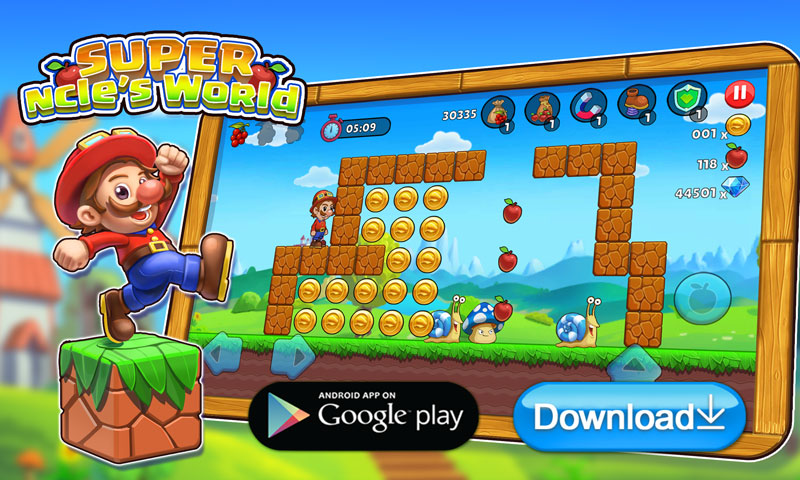 SUPER
Ncle's World
05:09
30335
1
1
1
1
1
001 x
118 x
44501 x
ANDROID APP ON
Google play
Download